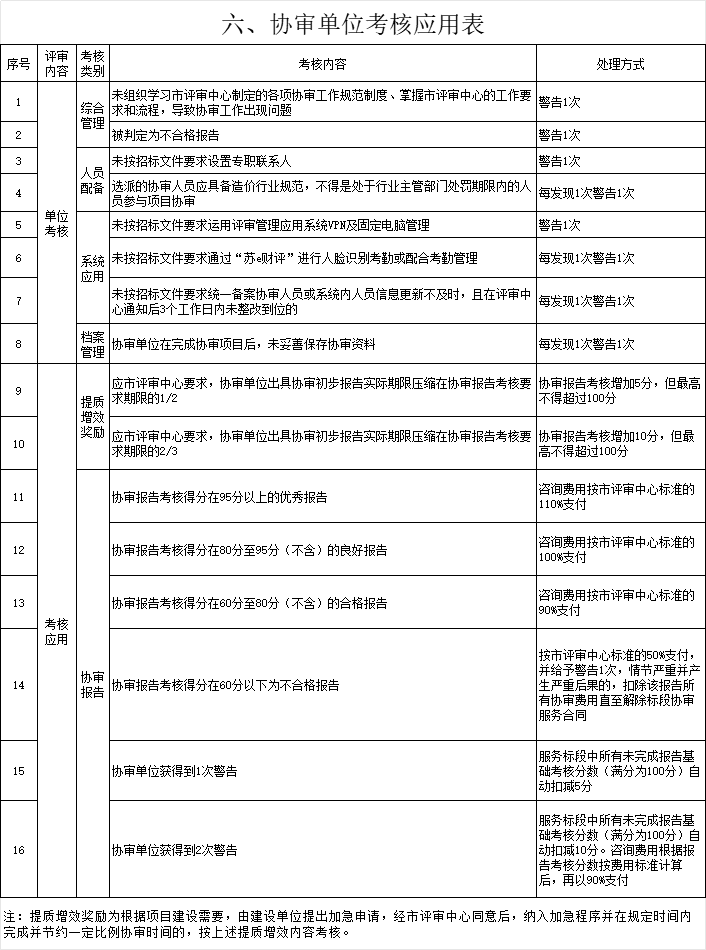 六、协审单位考核应用表
序号
评审
内容
考核
类别
考核内容
处理方式
单位
考核
综合
管理
1
未组织学习市评审中心制定的各项协审工作规范制度、掌握市评审中心的工作要
求和流程，导致协审工作出现问题
警告1次
2
被判定为不合格报告
警告1次
人员
配备
3
未按招标文件要求设置专职联系人
警告1次
4
选派的协审人员应具备造价行业规范，不得是处于行业主管部门处罚期限内的人
员参与项目协审
每发现1次警告1次
系统
应用
5
未按招标文件要求运用评审管理应用系统VPN及固定电脑管理
警告1次
6
未按招标文件要求通过“苏e财评”进行人脸识别考勤或配合考勤管理
每发现1次警告1次
7
未按招标文件要求统一备案协审人员或系统内人员信息更新不及时，且在评审中
心通知后3个工作日内未整改到位的
每发现1次警告1次
档案
管理
8
协审单位在完成协审项目后，未妥善保存协审资料
每发现1次警告1次
考核
应用
提质
增效
奖励
9
应市评审中心要求，协审单位出具协审初步报告实际期限压缩在协审报告考核要
求期限的1/2
协审报告考核增加5分，但最高
不得超过100分
10
应市评审中心要求，协审单位出具协审初步报告实际期限压缩在协审报告考核要
求期限的2/3
协审报告考核增加10分，但最
高不得超过100分
协审
报告
11
协审报告考核得分在95分以上的优秀报告
咨询费用按市评审中心标准的
110%支付
12
协审报告考核得分在80分至95分（不含）的良好报告
咨询费用按市评审中心标准的
100%支付
13
协审报告考核得分在60分至80分（不含）的合格报告
咨询费用按市评审中心标准的
90%支付
14
协审报告考核得分在60分以下为不合格报告
按市评审中心标准的50%支付，
并给予警告1次，情节严重并产
生严重后果的，扣除该报告所
有协审费用直至解除标段协审
服务合同
15
协审单位获得到1次警告
服务标段中所有未完成报告基
础考核分数（满分为100分）自
动扣减5分
16
协审单位获得到2次警告
服务标段中所有未完成报告基
础考核分数（满分为100分）自
动扣减10分。咨询费用根据报
告考核分数按费用标准计算
后，再以90%支付
注：提质增效奖励为根据项目建设需要，由建设单位提出加急申请，经市评审中心同意后，纳入加急程序并在规定时间内
完成并节约一定比例协审时间的，按上述提质增效内容考核。